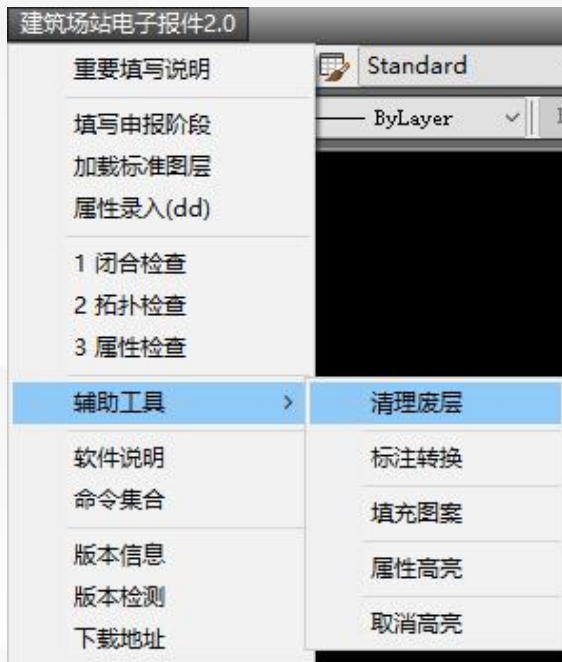 建筑场站电子报件2.0
重要填写说明
Standard
填写申报阶段
ByLayer
加载标准图层
属性录入(dd)
1 闭合检查
2 拓扑检查
3 属性检查
辅助工具
清理废层
软件说明
标注转换
命令集合
填充图案
版本信息
属性高亮
版本检测
取消高亮
下载地址